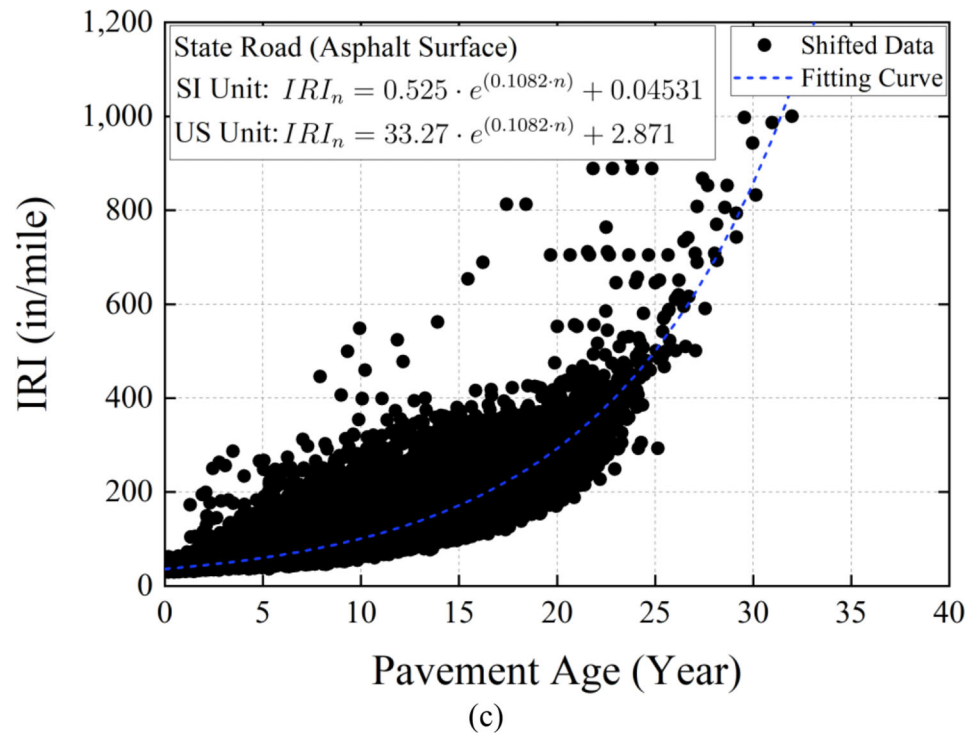 1,200
1,000
800
600
400
200
0
IRI (in/mile)
State Road (Asphalt Surface)
SI Unit: IRIₙ = 0.525 · e^(0.1082·n) + 0.04531
US Unit: IRIₙ = 33.27 · e^(0.1082·n) + 2.871
Shifted Data
Fitting Curve
0 5 10 15 20 25 30 35 40
Pavement Age (Year)
(c)